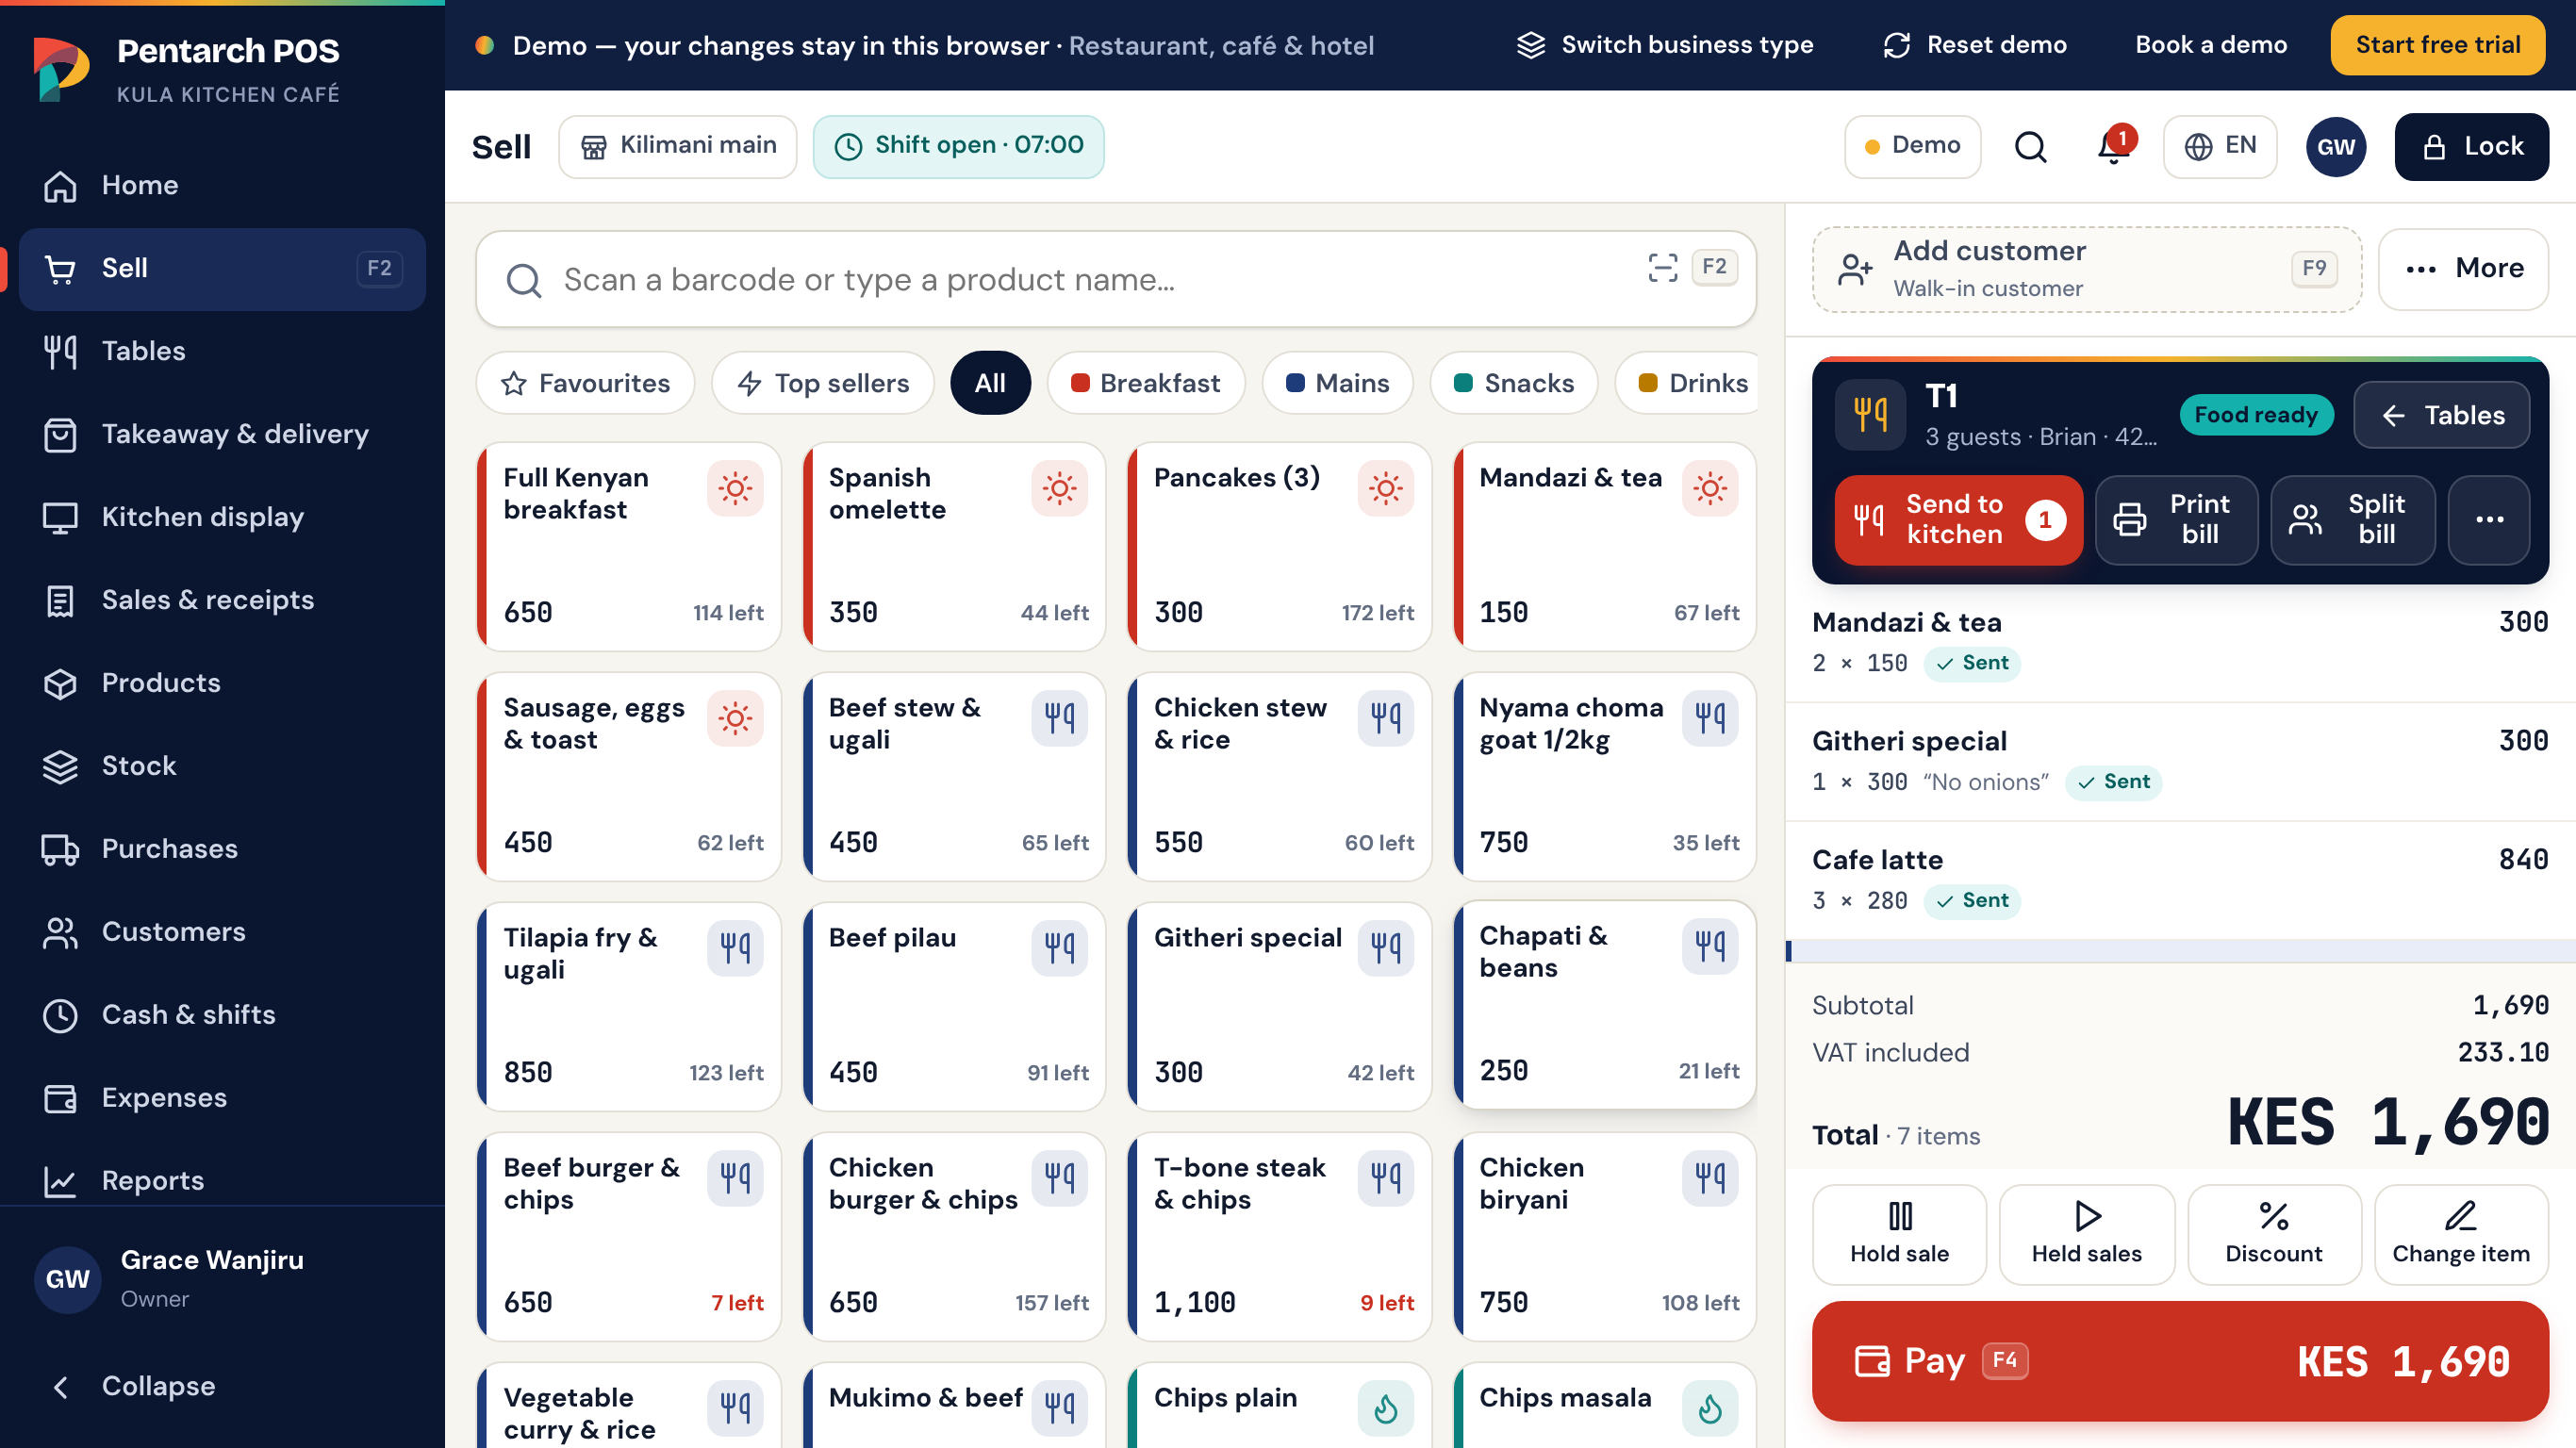 Pentarch POS
KULA KITCHEN CAFÉ
Home
Sell F2
Tables
Takeaway & delivery
Kitchen display
Sales & receipts
Products
Stock
Purchases
Customers
Cash & shifts
Expenses
Reports
GW Grace Wanjiru
Owner
Collapse
Demo — your changes stay in this browser · Restaurant, café & hotel
Switch business type
Reset demo
Book a demo
Start free trial
Sell
Kilimani main
Shift open · 07:00
Demo
1
EN
GW
Lock
Scan a barcode or type a product name...
F2
Favourites
Top sellers
All
Breakfast
Mains
Snacks
Drinks
Full Kenyan
breakfast
650 114 left
Spanish
omelette
350 44 left
Pancakes (3)
300 172 left
Mandazi & tea
150 67 left
Sausage, eggs
& toast
450 62 left
Beef stew &
ugali
450 65 left
Chicken stew
& rice
550 60 left
Nyama choma
goat 1/2kg
750 35 left
Tilapia fry &
ugali
850 123 left
Beef pilau
450 91 left
Githeri special
300 42 left
Chapati &
beans
250 21 left
Beef burger &
chips
650 7 left
Chicken
burger & chips
650 157 left
T-bone steak
& chips
1,100 9 left
Chicken
biryani
750 108 left
Vegetable
curry & rice
Mukimo & beef
Chips plain
Chips masala
Add customer
Walk-in customer
F9
More
T1
3 guests · Brian · 42...
Food ready
Tables
Send to
kitchen
1
Print
bill
Split
bill
Mandazi & tea 300
2 × 150 Sent
Githeri special 300
1 × 300 “No onions” Sent
Cafe latte 840
3 × 280 Sent
Subtotal 1,690
VAT included 233.10
Total · 7 items KES 1,690
Hold sale
Held sales
Discount
Change item
Pay F4 KES 1,690